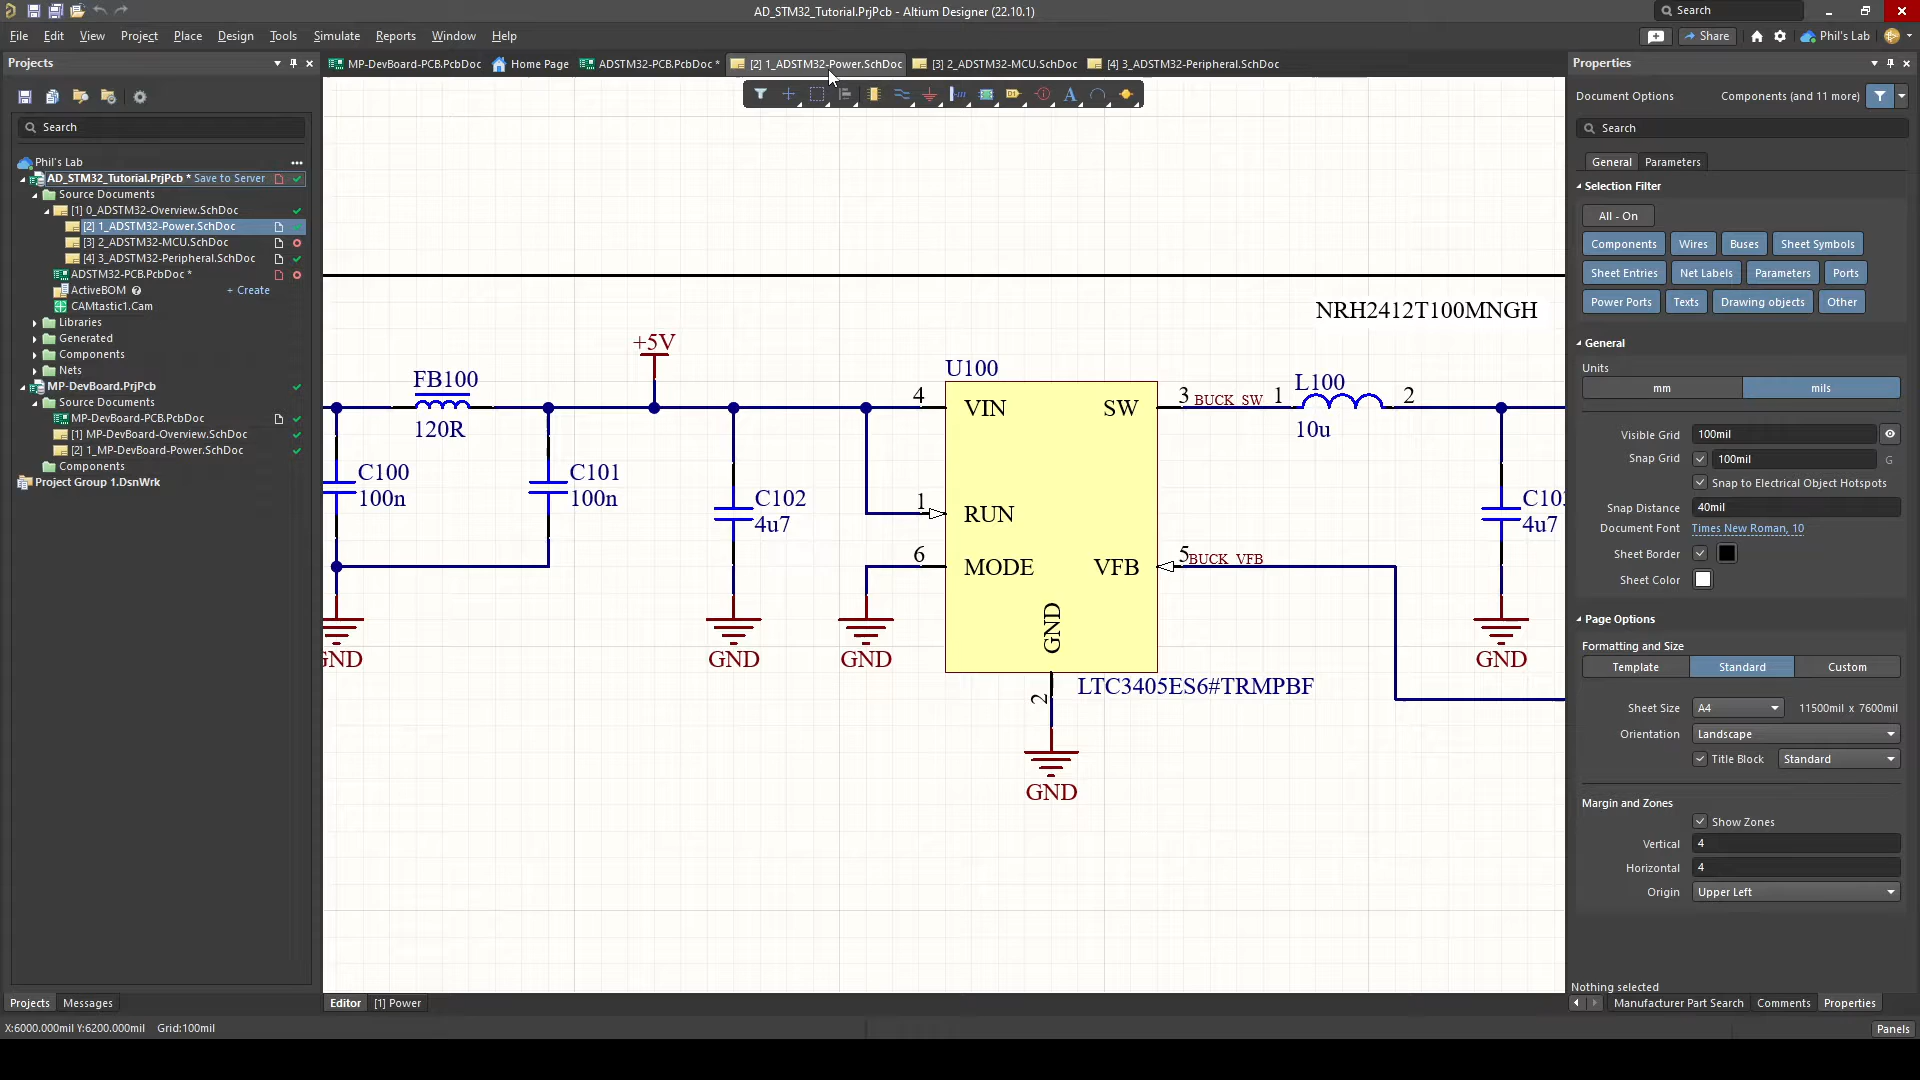 AD_STM32_Tutorial.PrjPcb - Altium Designer (22.10.1)
Search
File Edit View Project Place Design Tools Simulate Reports Window Help
Share
Phil's Lab
Projects
MP-DevBoard-PCB.PcbDoc
Home Page
ADSTM32-PCB.PcbDoc *
[2] 1_ADSTM32-Power.SchDoc
[3] 2_ADSTM32-MCU.SchDoc
[4] 3_ADSTM32-Peripheral.SchDoc
Search
Phil's Lab
AD_STM32_Tutorial.PrjPcb * Save to Server
Source Documents
[1] 0_ADSTM32-Overview.SchDoc
[2] 1_ADSTM32-Power.SchDoc
[3] 2_ADSTM32-MCU.SchDoc
[4] 3_ADSTM32-Peripheral.SchDoc
ADSTM32-PCB.PcbDoc *
ActiveBOM
+ Create
CAMtastic1.Cam
Libraries
Generated
Components
Nets
MP-DevBoard.PrjPcb
Source Documents
MP-DevBoard-PCB.PcbDoc
[1] MP-DevBoard-Overview.SchDoc
[2] 1_MP-DevBoard-Power.SchDoc
Components
Project Group 1.DsnWrk
NRH2412T100MNGH
+5V
FB100
120R
C100
100n
C101
100n
C102
4u7
U100
4 VIN
SW 3 BUCK_SW
1 L100 2
10u
1 RUN
6 MODE
VFB 5 BUCK_VFB
GND
2
LTC3405ES6#TRMPBF
C10
4u7
GND
GND
GND
GND
GND
Properties
Document Options
Components (and 11 more)
Search
General Parameters
Selection Filter
All - On
Components Wires Buses Sheet Symbols
Sheet Entries Net Labels Parameters Ports
Power Ports Texts Drawing objects Other
General
Units
mm mils
Visible Grid 100mil
Snap Grid 100mil G
Snap to Electrical Object Hotspots
Snap Distance 40mil
Document Font Times New Roman, 10
Sheet Border
Sheet Color
Page Options
Formatting and Size
Template Standard Custom
Sheet Size A4 11500mil x 7600mil
Orientation Landscape
Title Block Standard
Margin and Zones
Show Zones
Vertical 4
Horizontal 4
Origin Upper Left
Nothing selected
Projects Messages
Editor [1] Power
Manufacturer Part Search Comments Properties
X:6000.000mil Y:6200.000mil Grid:100mil
Panels